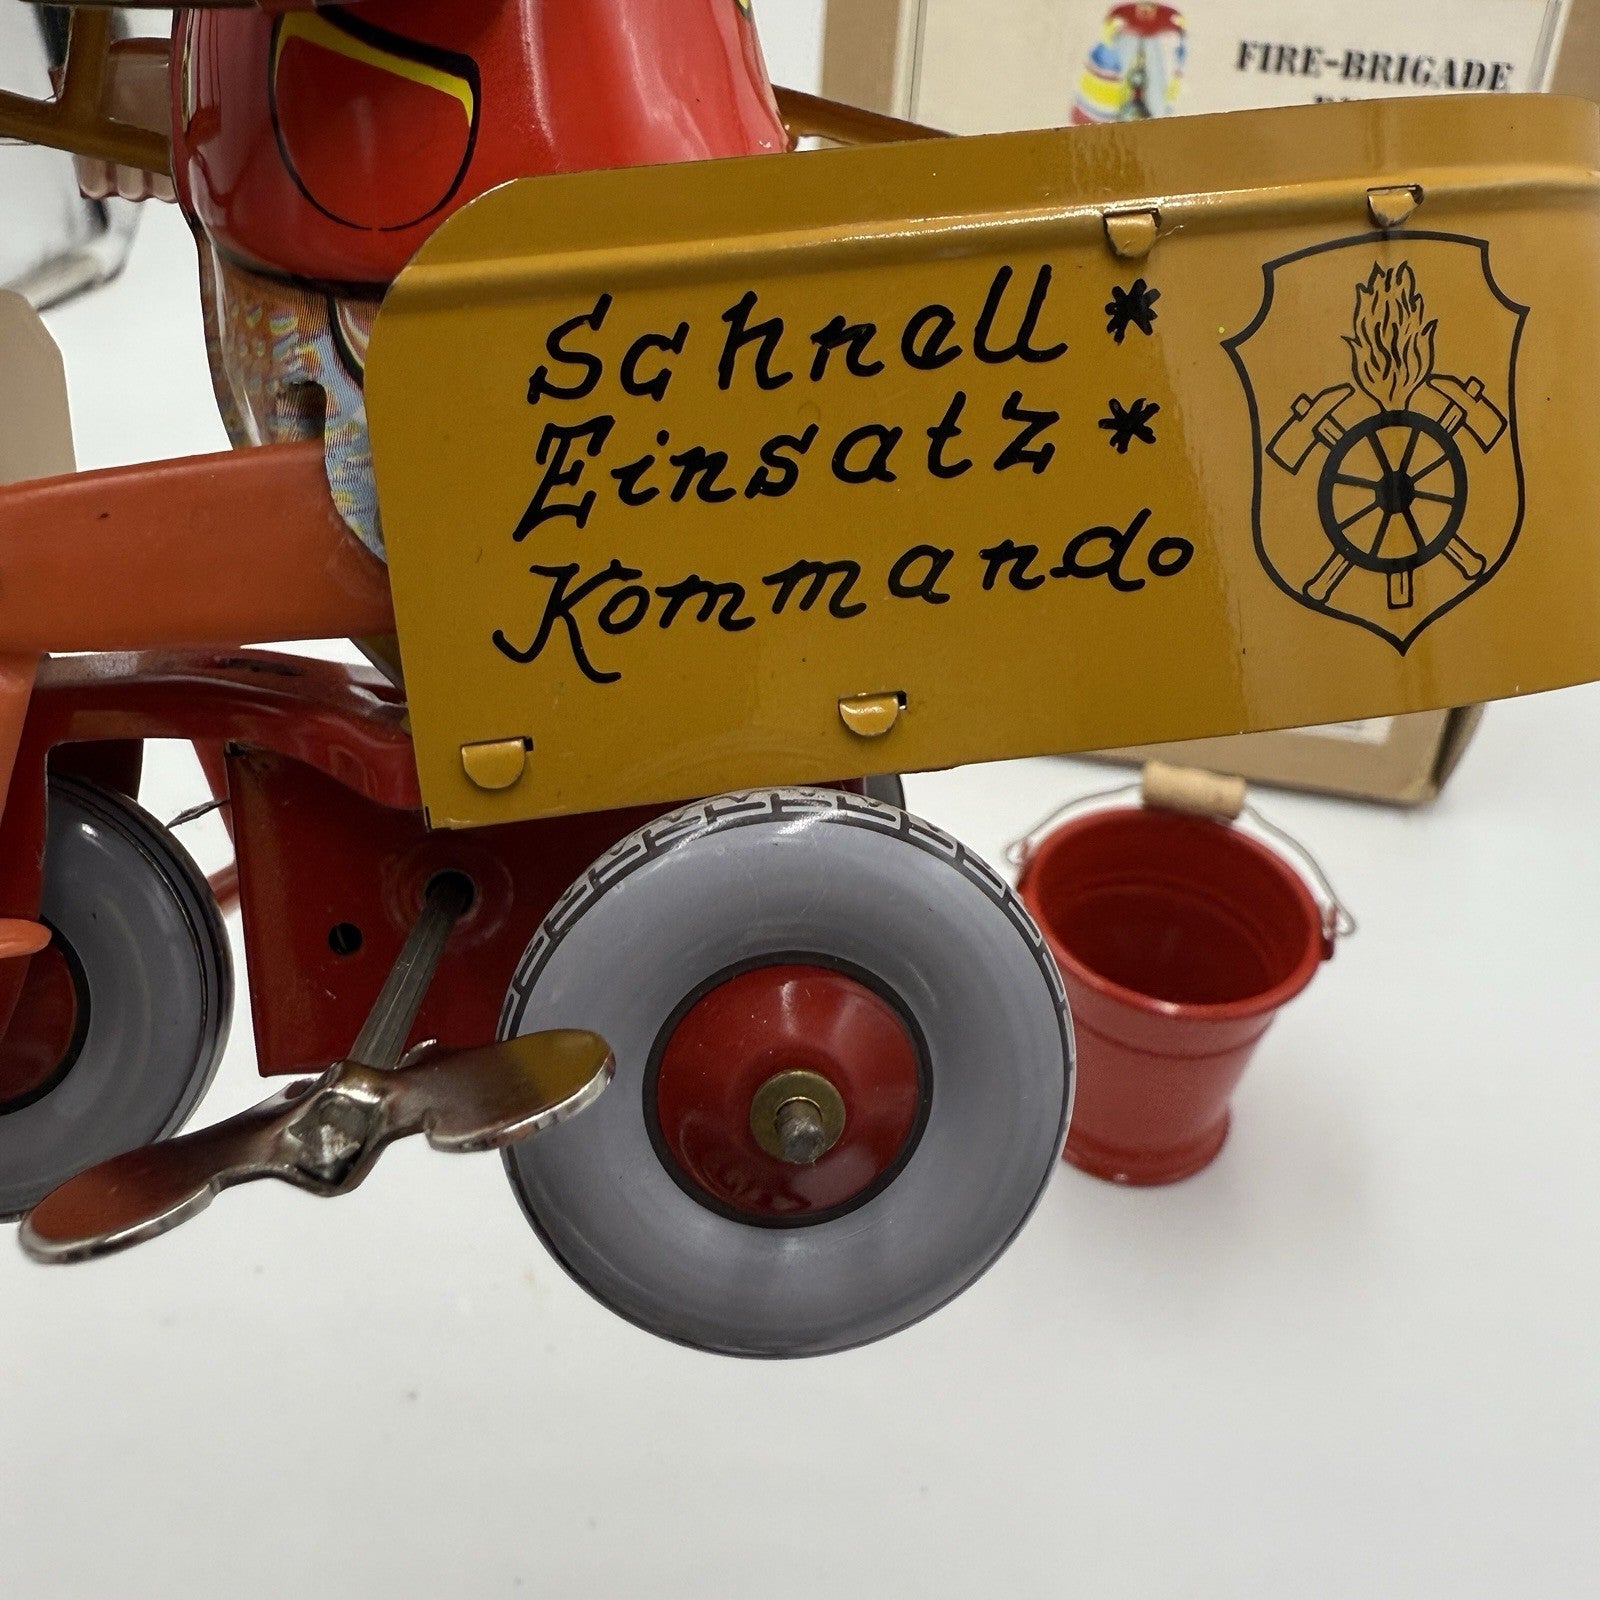 FIRE-BRIGADE
Schnell *
Einsatz *
Kommando